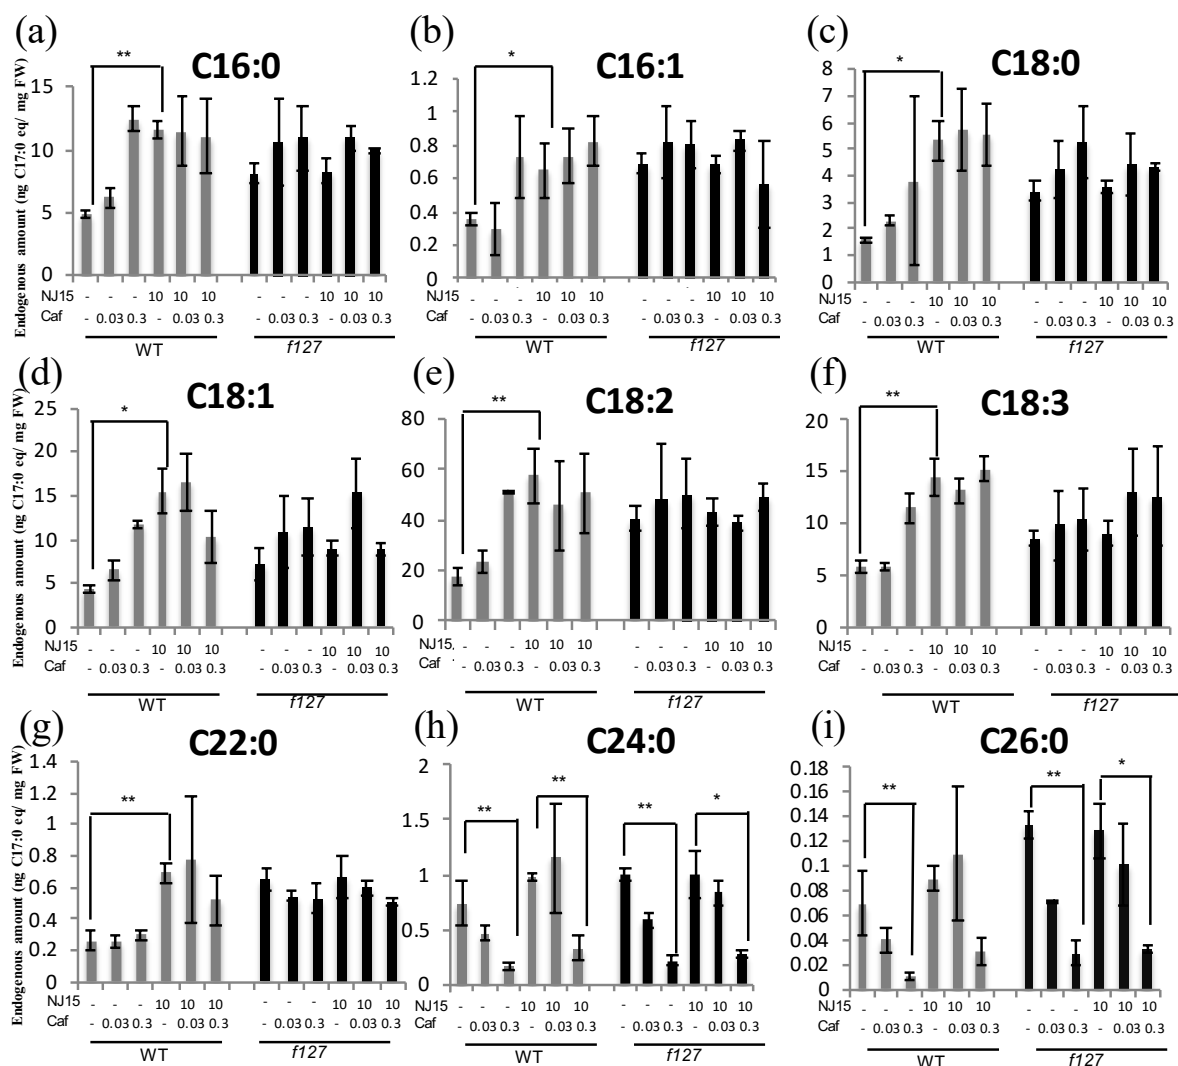 (a) (b) (c)
C16:0 C16:1 C18:0
** * *
Endogenous amount (ng C17:0 eq/ mg FW)
15 10 5 0
1.2 1 0.8 0.6 0.4 0.2 0
8 7 6 5 4 3 2 1 0
NJ15 - - - 10 10 10 - - - 10 10 10
Caf - 0.03 0.3 - 0.03 0.3 - 0.03 0.3 - 0.03 0.3
WT f127
NJ15 - - - 10 10 10 - - - 10 10 10
Caf - 0.03 0.3 - 0.03 0.3 - 0.03 0.3 - 0.03 0.3
WT f127
NJ15 - - - 10 10 10 - - - 10 10 10
Caf - 0.03 0.3 - 0.03 0.3 - 0.03 0.3 - 0.03 0.3
WT f127
(d) (e) (f)
C18:1 C18:2 C18:3
* ** **
Endogenous amount (ng C17:0 eq/ mg FW)
25 20 15 10 5 0
80 60 40 20 0
20 15 10 5 0
NJ15 - - - 10 10 10 - - - 10 10 10
Caf - 0.03 0.3 - 0.03 0.3 - 0.03 0.3 - 0.03 0.3
WT f127
NJ15 - - - 10 10 10 - - - 10 10 10
Caf - 0.03 0.3 - 0.03 0.3 - 0.03 0.3 - 0.03 0.3
WT f127
NJ15 - - - 10 10 10 - - - 10 10 10
Caf - 0.03 0.3 - 0.03 0.3 - 0.03 0.3 - 0.03 0.3
WT f127
(g) (h) (i)
C22:0 C24:0 C26:0
** ** ** ** * ** ** *
Endogenous amount (ng C17:0 eq/ mg FW)
1.4 1.2 1 0.8 0.6 0.4 0.2 0
2 1.5 1 0.5 0
0.18 0.16 0.14 0.12 0.1 0.08 0.06 0.04 0.02 0
NJ15 - - - 10 10 10 - - - 10 10 10
Caf - 0.03 0.3 - 0.03 0.3 - 0.03 0.3 - 0.03 0.3
WT f127
NJ15 - - - 10 10 10 - - - 10 10 10
Caf - 0.03 0.3 - 0.03 0.3 - 0.03 0.3 - 0.03 0.3
WT f127
NJ15 - - - 10 10 10 - - - 10 10 10
Caf - 0.03 0.3 - 0.03 0.3 - 0.03 0.3 - 0.03 0.3
WT f127